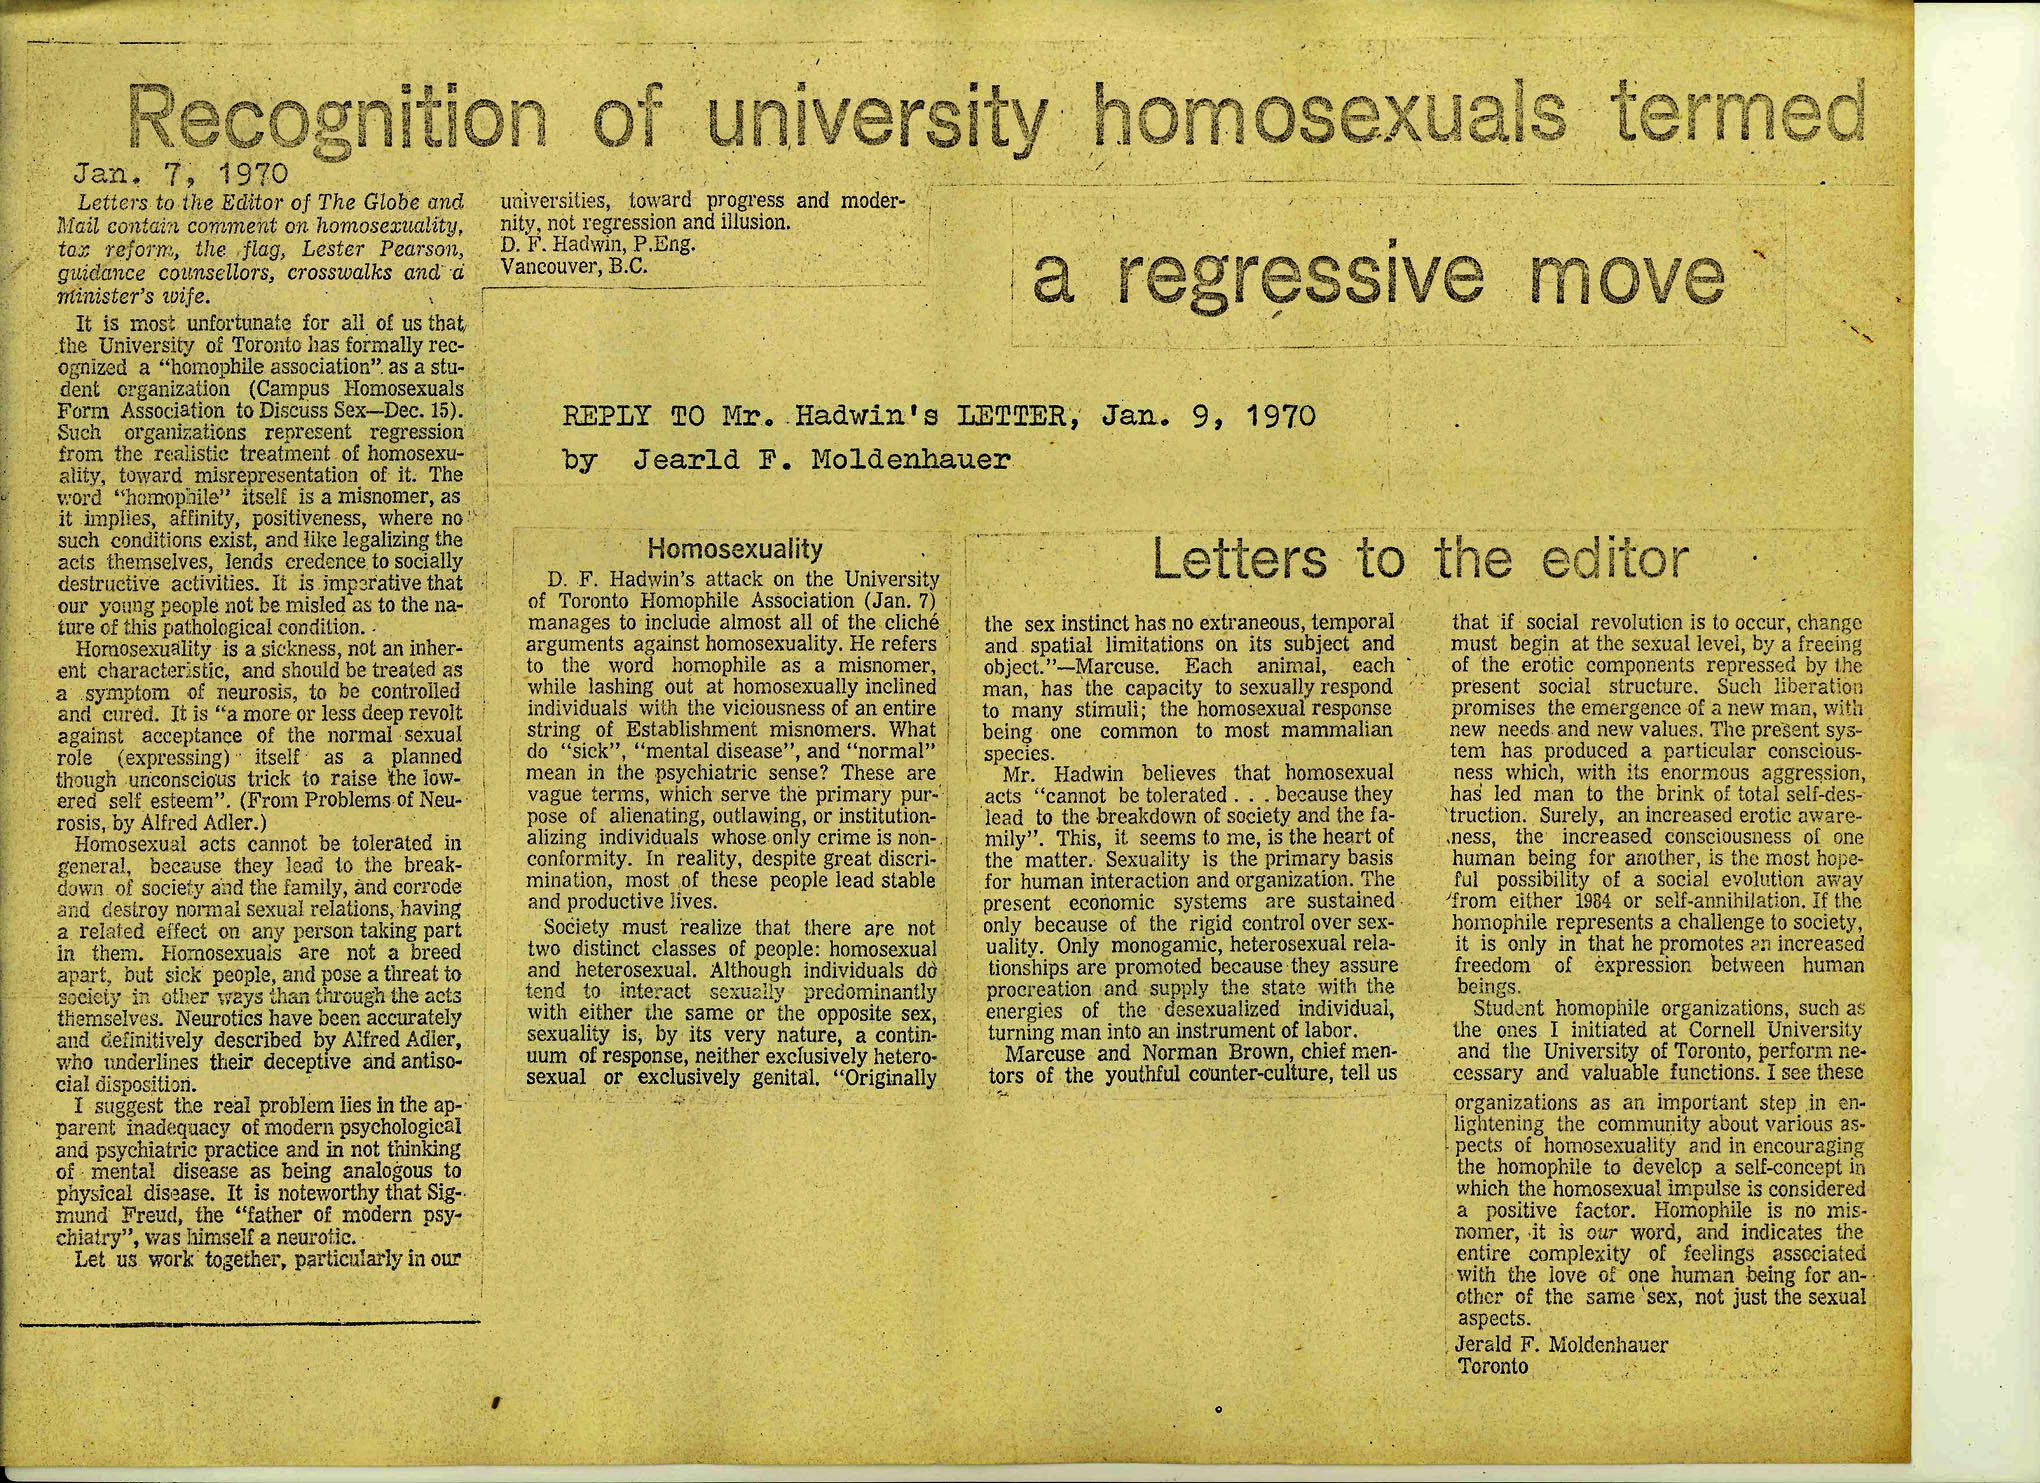 Recognition of university homosexuals termed
a regressive move
Jan. 7, 1970
Letters to the Editor of The Globe and
Mail contain comment on homosexuality,
tax reform, the flag, Lester Pearson,
guidance counsellors, crosswalks and a
minister's wife.
It is most unfortunate for all of us that
the University of Toronto has formally rec-
ognized a "homophile association" as a stu-
dent organization (Campus Homosexuals
Form Association to Discuss Sex—Dec. 15).
Such organizations represent regression
from the realistic treatment of homosexu-
ality, toward misrepresentation of it. The
word "homophile" itself is a misnomer, as
it implies, affinity, positiveness, where no
such conditions exist, and like legalizing the
acts themselves, lends credence to socially
destructive activities. It is imperative that
our young people not be misled as to the na-
ture of this pathological condition.
Homosexuality is a sickness, not an inher-
ent characteristic, and should be treated as
a symptom of neurosis, to be controlled
and cured. It is "a more or less deep revolt
against acceptance of the normal sexual
role (expressing) itself as a planned
though unconscious trick to raise the low-
ered self esteem". (From Problems of Neu-
rosis, by Alfred Adler.)
Homosexual acts cannot be tolerated in
general, because they lead to the break-
down of society and the family, and corrode
and destroy normal sexual relations, having
a related effect on any person taking part
in them. Homosexuals are not a breed
apart, but sick people, and pose a threat to
society in other ways than through the acts
themselves. Neurotics have been accurately
and definitively described by Alfred Adler,
who underlines their deceptive and antiso-
cial disposition.
I suggest the real problem lies in the ap-
parent inadequacy of modern psychological
and psychiatric practice and in not thinking
of mental disease as being analogous to
physical disease. It is noteworthy that Sig-
mund Freud, the "father of modern psy-
chiatry", was himself a neurotic.
Let us work together, particularly in our
universities, toward progress and moder-
nity, not regression and illusion.
D. F. Hadwin, P.Eng.
Vancouver, B.C.
REPLY TO Mr. Hadwin's LETTER, Jan. 9, 1970
by Jearld F. Moldenhauer
Letters to the editor
Homosexuality
D. F. Hadwin's attack on the University
of Toronto Homophile Association (Jan. 7)
manages to include almost all of the cliché
arguments against homosexuality. He refers
to the word homophile as a misnomer,
while lashing out at homosexually inclined
individuals with the viciousness of an entire
string of Establishment misnomers. What
do "sick", "mental disease", and "normal"
mean in the psychiatric sense? These are
vague terms, which serve the primary pur-
pose of alienating, outlawing, or institution-
alizing individuals whose only crime is non-
conformity. In reality, despite great discri-
mination, most of these people lead stable
and productive lives.
Society must realize that there are not
two distinct classes of people: homosexual
and heterosexual. Although individuals do
tend to interact sexually predominantly
with either the same or the opposite sex,
sexuality is, by its very nature, a contin-
uum of response, neither exclusively hetero-
sexual or exclusively genital. "Originally
the sex instinct has no extraneous, temporal
and spatial limitations on its subject and
object."—Marcuse. Each animal, each
man, has the capacity to sexually respond
to many stimuli; the homosexual response
being one common to most mammalian
species.
Mr. Hadwin believes that homosexual
acts "cannot be tolerated . . . because they
lead to the breakdown of society and the fa-
mily". This, it seems to me, is the heart of
the matter. Sexuality is the primary basis
for human interaction and organization. The
present economic systems are sustained
only because of the rigid control over sex-
uality. Only monogamic, heterosexual rela-
tionships are promoted because they assure
procreation and supply the state with the
energies of the desexualized individual,
turning man into an instrument of labor.
Marcuse and Norman Brown, chief men-
tors of the youthful counter-culture, tell us
that if social revolution is to occur, change
must begin at the sexual level, by a freeing
of the erotic components repressed by the
present social structure. Such liberation
promises the emergence of a new man, with
new needs and new values. The present sys-
tem has produced a particular conscious-
ness which, with its enormous aggression,
has led man to the brink of total self-des-
truction. Surely, an increased erotic aware-
ness, the increased consciousness of one
human being for another, is the most hope-
ful possibility of a social evolution away
from either 1984 or self-annihilation. If the
homophile represents a challenge to society,
it is only in that he promotes an increased
freedom of expression between human
beings.
Student homophile organizations, such as
the ones I initiated at Cornell University
and the University of Toronto, perform ne-
cessary and valuable functions. I see these
organizations as an important step in en-
lightening the community about various as-
pects of homosexuality and in encouraging
the homophile to develop a self-concept in
which the homosexual impulse is considered
a positive factor. Homophile is no mis-
nomer, it is our word, and indicates the
entire complexity of feelings associated
with the love of one human being for an-
other of the same sex, not just the sexual
aspects.
Jerald F. Moldenhauer
Toronto